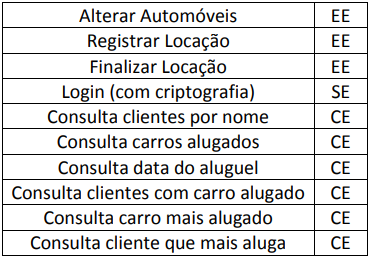 Alterar Automóveis EE
Registrar Locação EE
Finalizar Locação EE
Login (com criptografia) SE
Consulta clientes por nome CE
Consulta carros alugados CE
Consulta data do aluguel CE
Consulta clientes com carro alugado CE
Consulta carro mais alugado CE
Consulta cliente que mais aluga CE